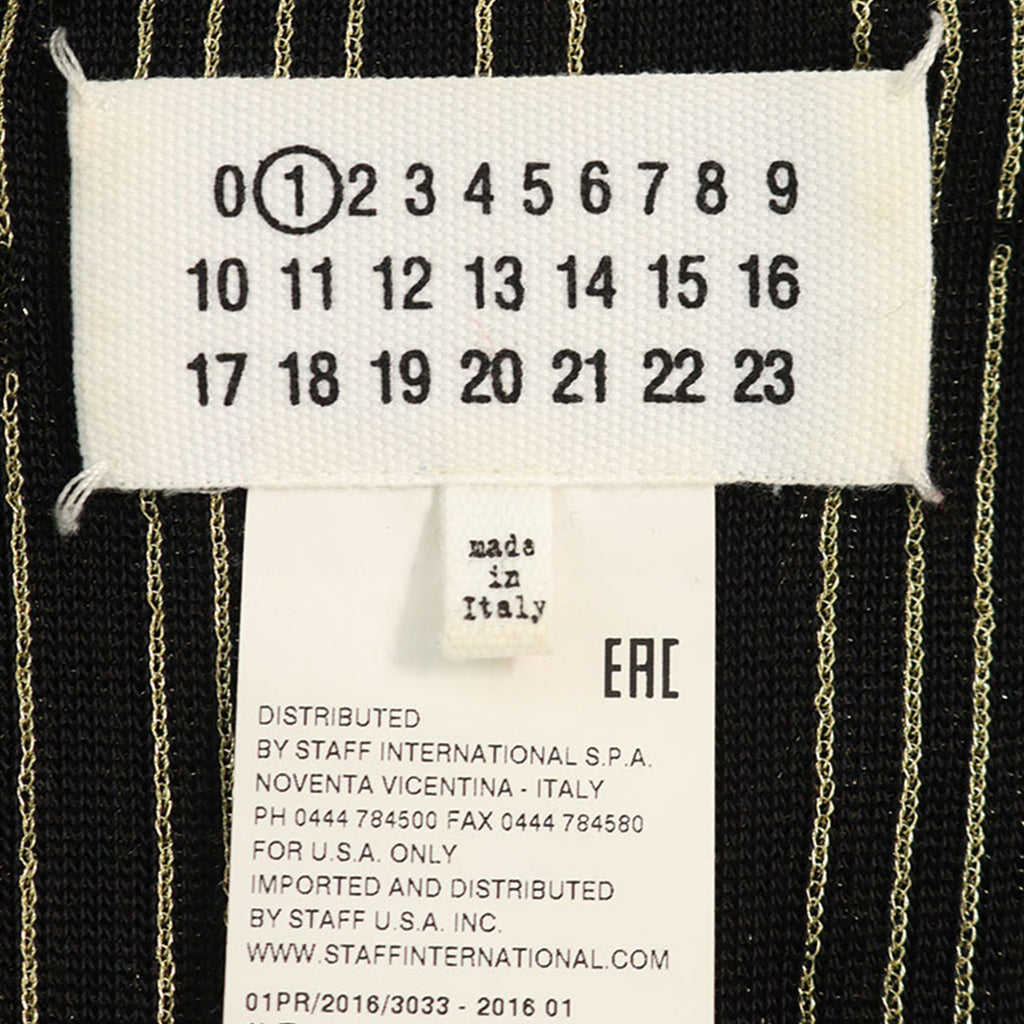 0 1 2 3 4 5 6 7 8 9
10 11 12 13 14 15 16
17 18 19 20 21 22 23
made
in
Italy
EAC
DISTRIBUTED
BY STAFF INTERNATIONAL S.P.A.
NOVENTA VICENTINA - ITALY
PH 0444 784500 FAX 0444 784580
FOR U.S.A. ONLY
IMPORTED AND DISTRIBUTED
BY STAFF U.S.A. INC.
WWW.STAFFINTERNATIONAL.COM
01PR/2016/3033 - 2016 01